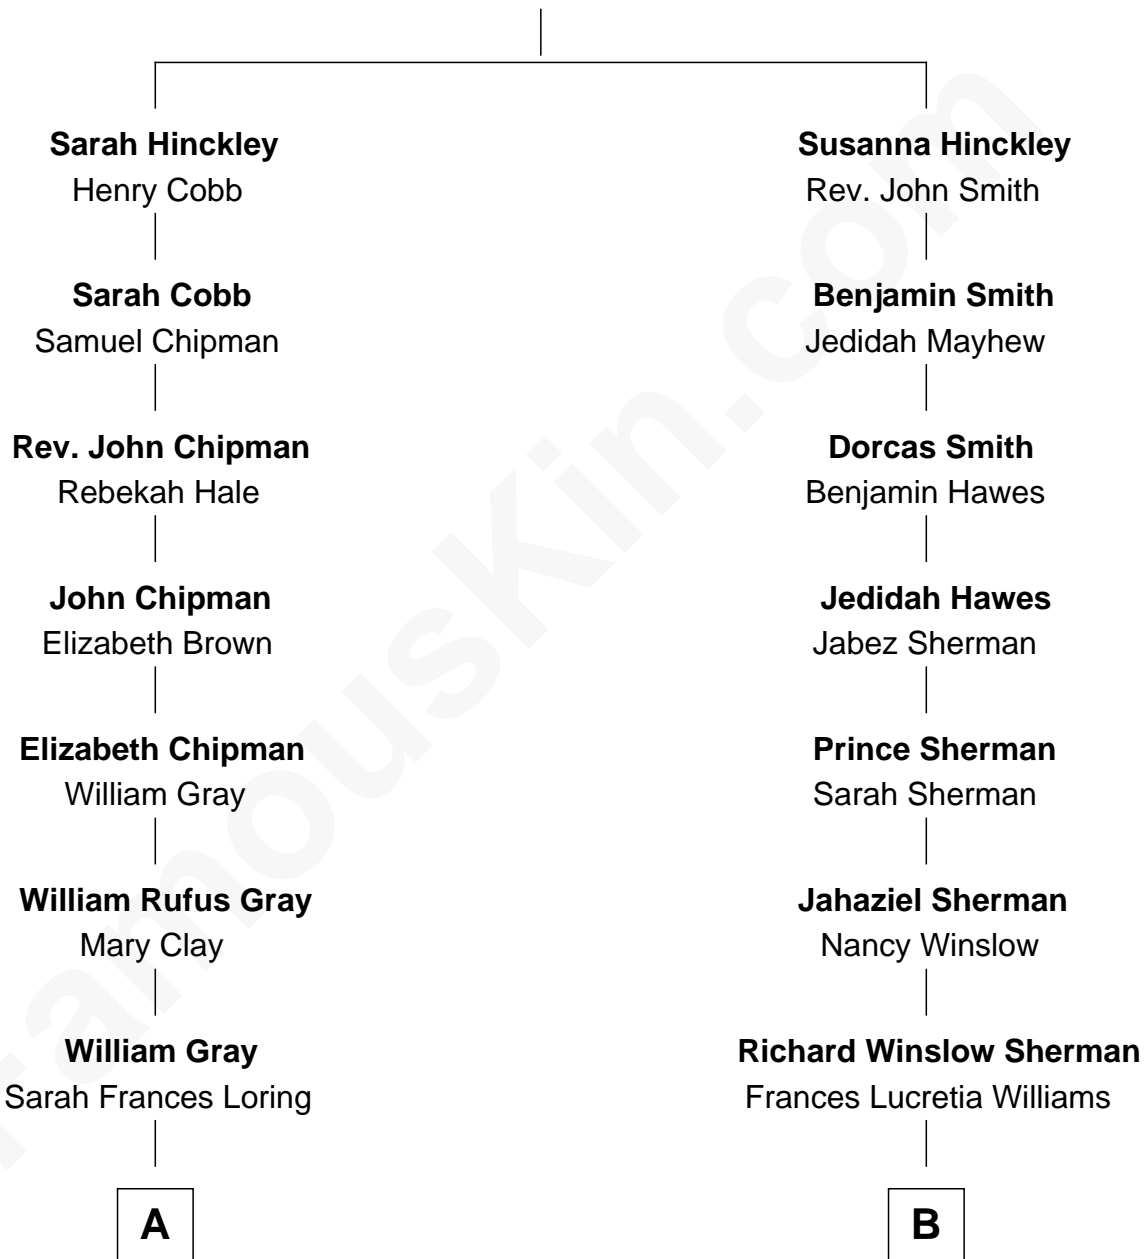 Sarah Hinckley
Henry Cobb
Sarah Cobb
Samuel Chipman
Rev. John Chipman
Rebekah Hale
John Chipman
Elizabeth Brown
Elizabeth Chipman
William Gray
William Rufus Gray
Mary Clay
William Gray
Sarah Frances Loring
A
Susanna Hinckley
Rev. John Smith
Benjamin Smith
Jedidah Mayhew
Dorcas Smith
Benjamin Hawes
Jedidah Hawes
Jabez Sherman
Prince Sherman
Sarah Sherman
Jahaziel Sherman
Nancy Winslow
Richard Winslow Sherman
Frances Lucretia Williams
B
FamousKin.com